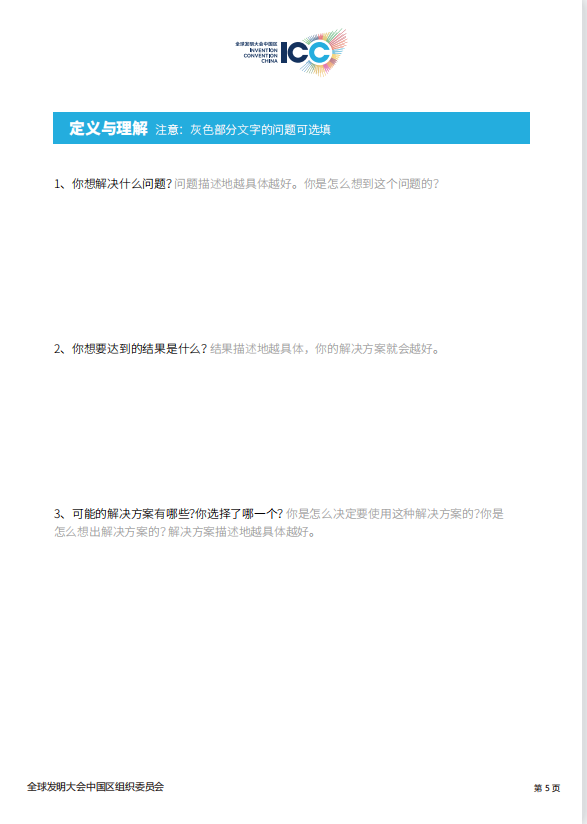 全球发明大会中国区
INVENTION
CONVENTION
CHINA
ICC
定义与理解 注意：灰色部分文字的问题可选填
1、你想解决什么问题?问题描述地越具体越好。你是怎么想到这个问题的?
2、你想要达到的结果是什么?结果描述地越具体，你的解决方案就会越好。
3、可能的解决方案有哪些?你选择了哪一个?你是怎么决定要使用这种解决方案的?你是
怎么想出解决方案的?解决方案描述地越具体越好。
全球发明大会中国区组织委员会
第 5 页